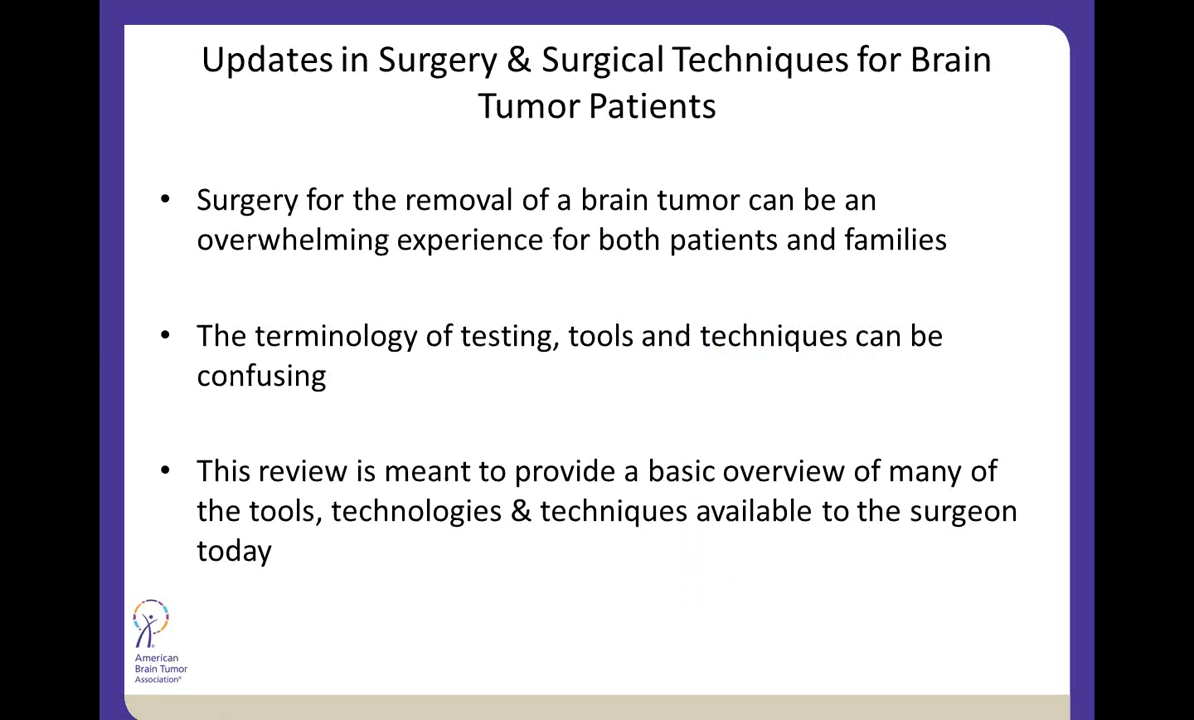 Updates in Surgery & Surgical Techniques for Brain
Tumor Patients
• Surgery for the removal of a brain tumor can be an
overwhelming experience for both patients and families
• The terminology of testing, tools and techniques can be
confusing
• This review is meant to provide a basic overview of many of
the tools, technologies & techniques available to the surgeon
today
American
Brain Tumor
Association®